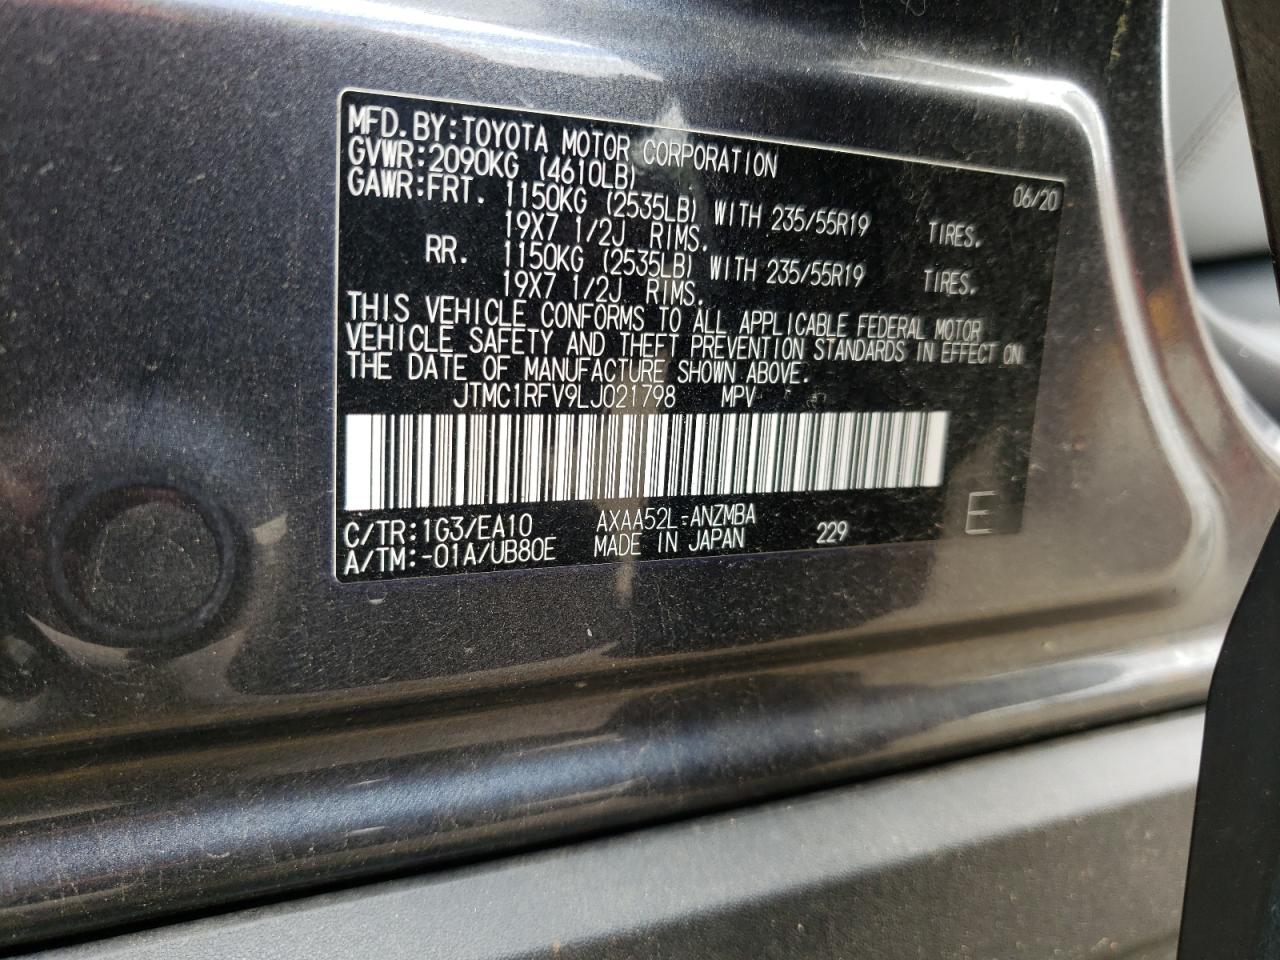 MFD.BY:TOYOTA MOTOR CORPORATION 06/20
GVWR:2090KG (4610LB)
GAWR:FRT. 1150KG (2535LB) WITH 235/55R19 TIRES.
19X7 1/2J RIMS.
RR. 1150KG (2535LB) WITH 235/55R19 TIRES.
19X7 1/2J RIMS.
THIS VEHICLE CONFORMS TO ALL APPLICABLE FEDERAL MOTOR
VEHICLE SAFETY AND THEFT PREVENTION STANDARDS IN EFFECT ON
THE DATE OF MANUFACTURE SHOWN ABOVE.
JTMC1RFV9LJ021798 MPV
C/TR:1G3/EA10 AXAA52L-ANZMBA
A/TM:-01A/UB80E MADE IN JAPAN 229 E